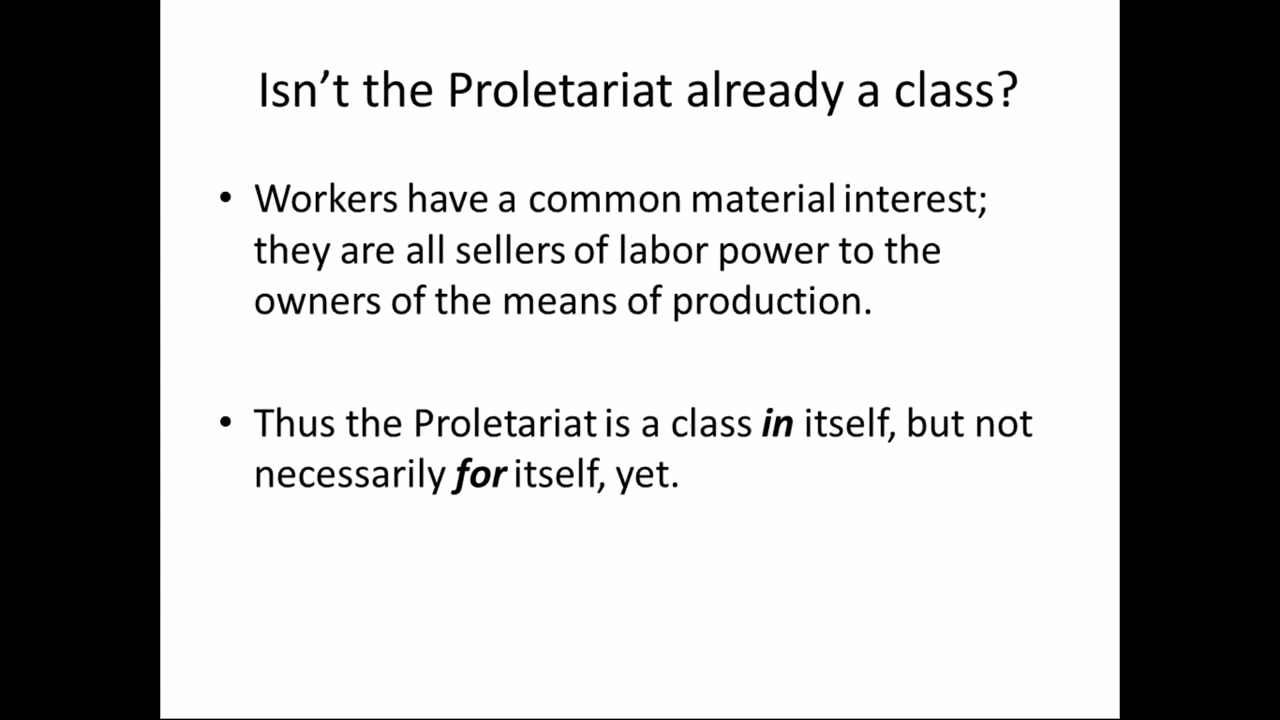 Isn’t the Proletariat already a class?
• Workers have a common material interest;
they are all sellers of labor power to the
owners of the means of production.
• Thus the Proletariat is a class in itself, but not
necessarily for itself, yet.